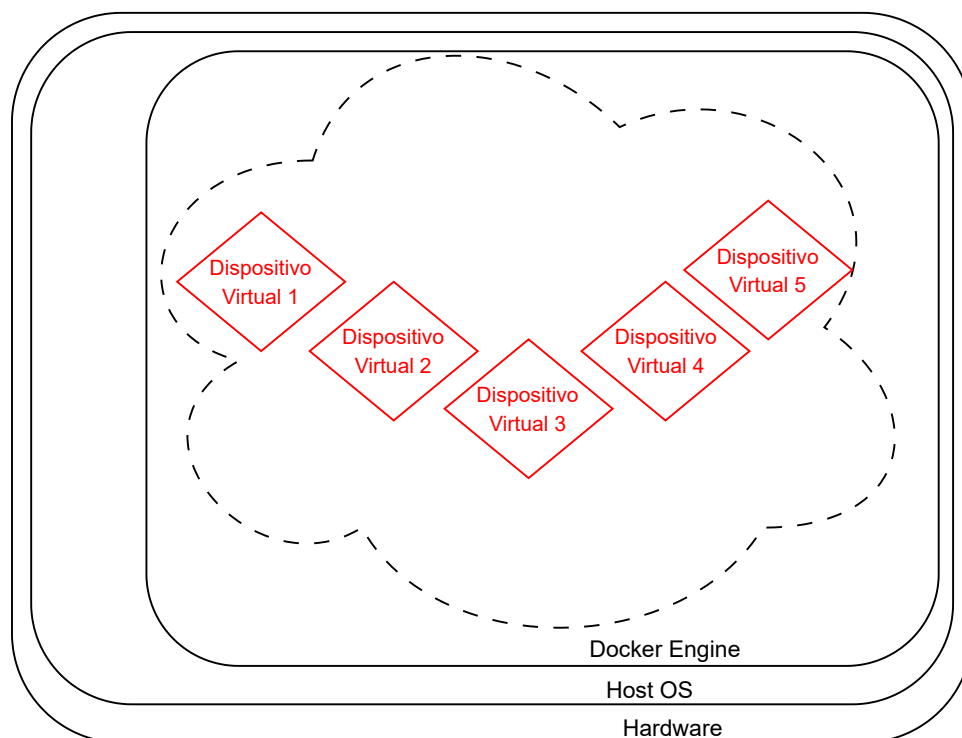 Dispositivo
Virtual 1
Dispositivo
Virtual 2
Dispositivo
Virtual 3
Dispositivo
Virtual 4
Dispositivo
Virtual 5
Docker Engine
Host OS
Hardware